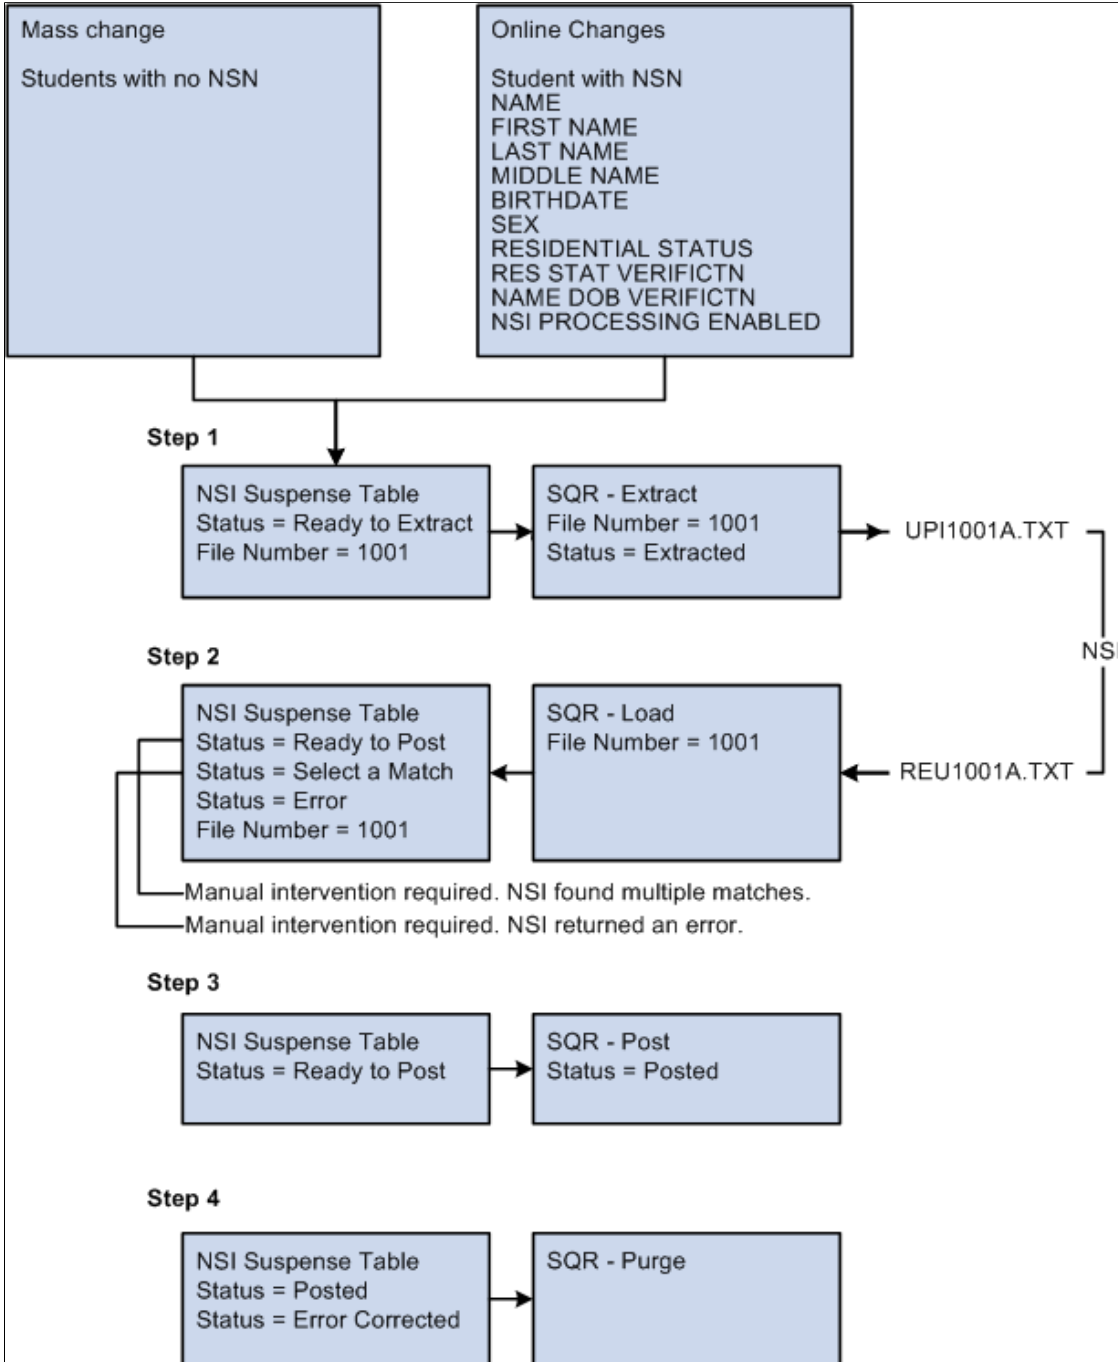 Mass change
Students with no NSN
Online Changes
Student with NSN
NAME
FIRST NAME
LAST NAME
MIDDLE NAME
BIRTHDATE
SEX
RESIDENTIAL STATUS
RES STAT VERIFICTN
NAME DOB VERIFICTN
NSI PROCESSING ENABLED
Step 1
NSI Suspense Table
Status = Ready to Extract
File Number = 1001
SQR - Extract
File Number = 1001
Status = Extracted
UPI1001A.TXT
NSI
Step 2
NSI Suspense Table
Status = Ready to Post
Status = Select a Match
Status = Error
File Number = 1001
SQR - Load
File Number = 1001
REU1001A.TXT
Manual intervention required. NSI found multiple matches.
Manual intervention required. NSI returned an error.
Step 3
NSI Suspense Table
Status = Ready to Post
SQR - Post
Status = Posted
Step 4
NSI Suspense Table
Status = Posted
Status = Error Corrected
SQR - Purge